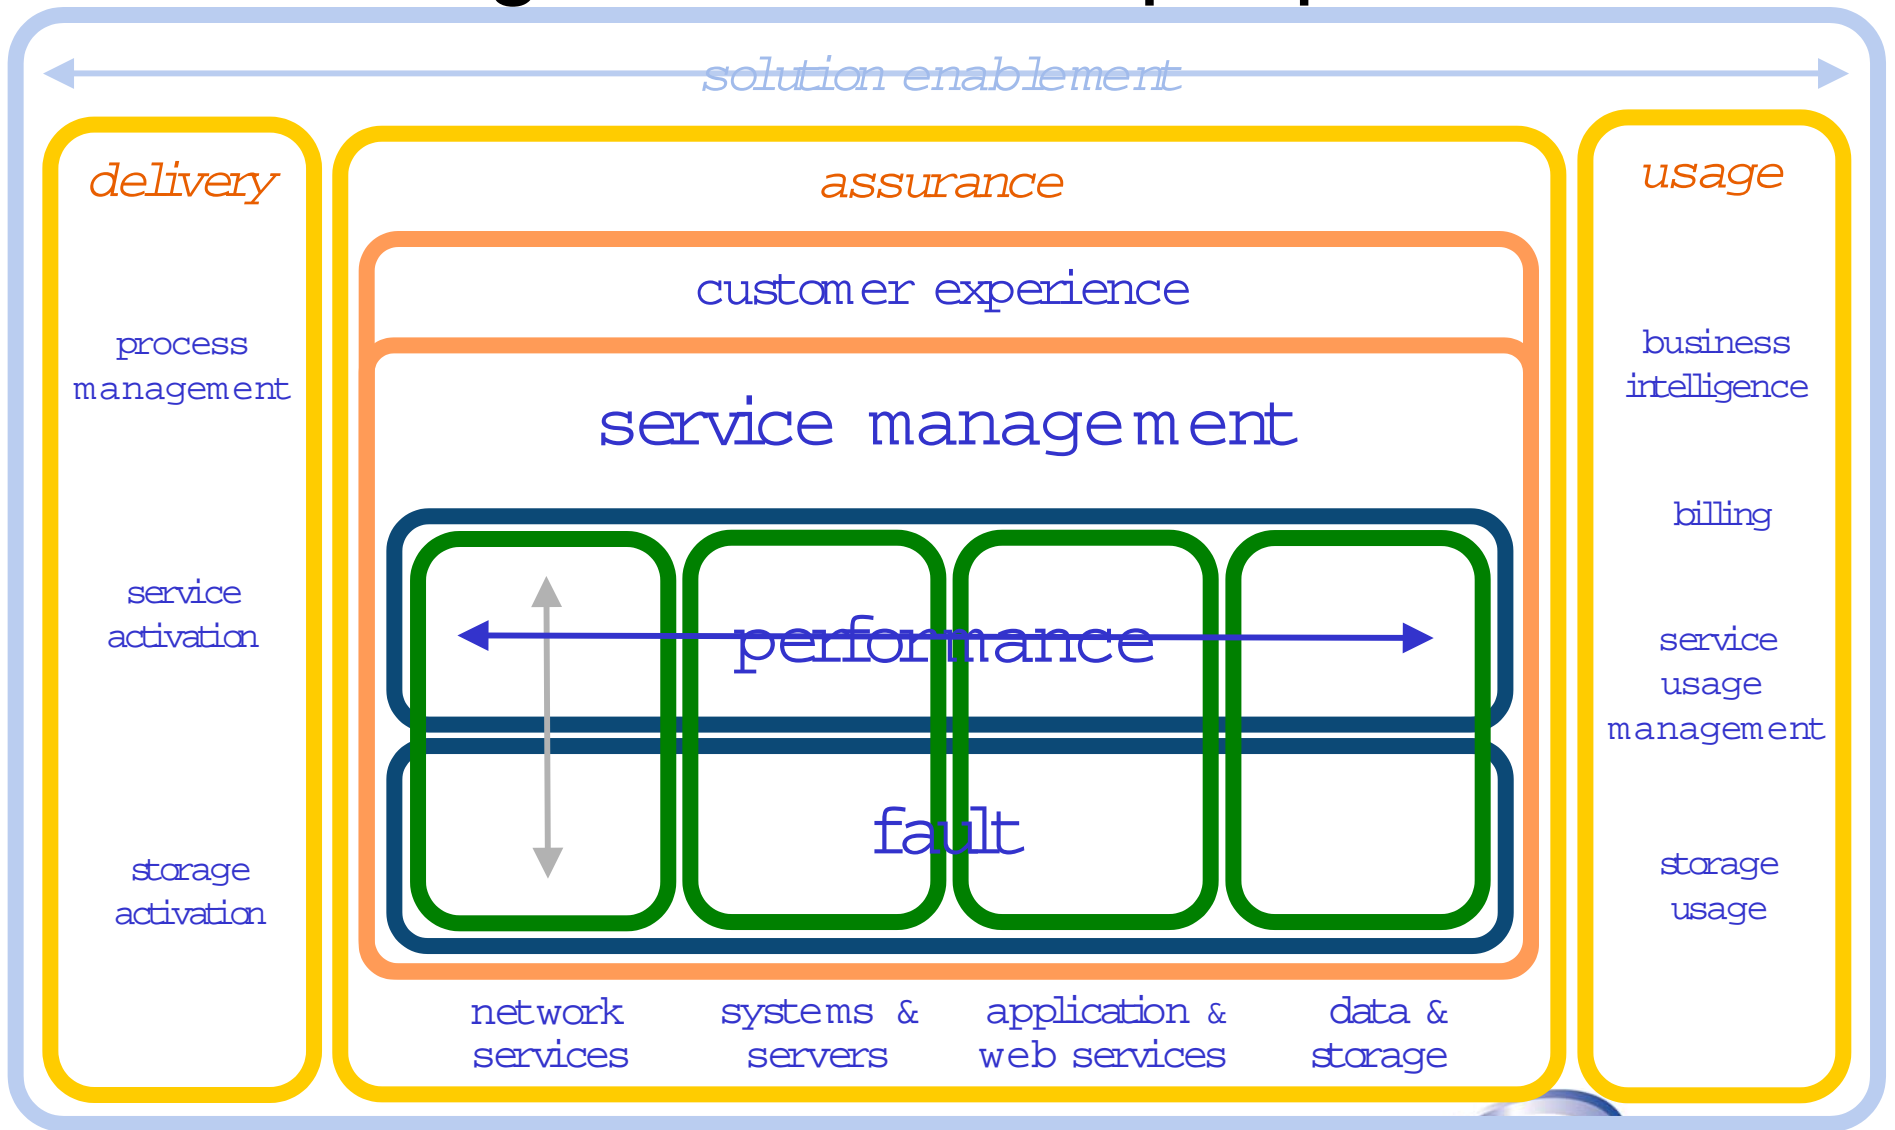 solution enablement
delivery
process
management
service
activation
storage
activation
assurance
customer experience
service management
performance
fault
network
services
systems &
servers
application &
web services
data &
storage
usage
business
intelligence
billing
service
usage
management
storage
usage